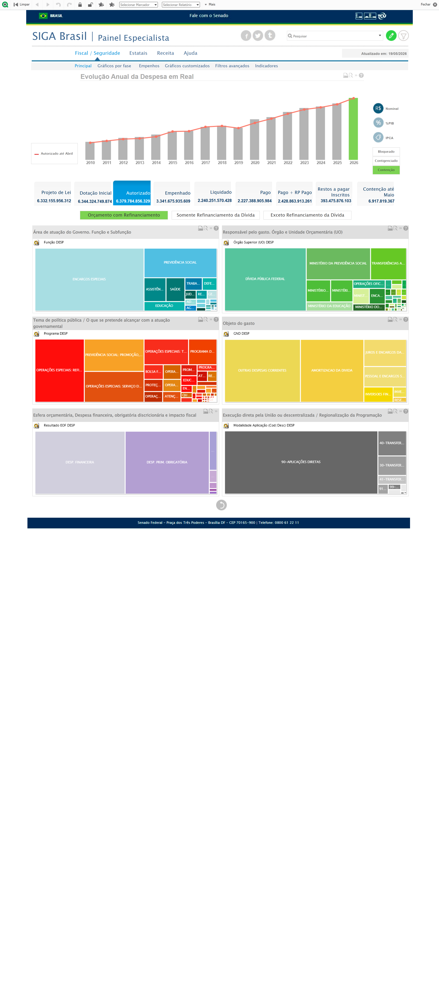 Limpar
Selecionar Marcador
Selecionar Relatório
Mais
Fechar
BRASIL
Fale com o Senado
TCU
SIGA Brasil | Painel Especialista
Pesquisar
Fiscal / Seguridade
Estatais
Receita
Ajuda
Atualizado em: 19/05/2026
Principal
Gráficos por fase
Empenhos
Gráficos customizados
Filtros avançados
Indicadores
Evolução Anual da Despesa em Real
R$ Nominal
% %PIB
IPCA
Bloqueado
Contigenciado
Contenção
Autorizado até Abril
2010 2011 2012 2013 2014 2015 2016 2017 2018 2019 2020 2021 2022 2023 2024 2025 2026
Projeto de Lei
6.332.155.956.312
Dotação Inicial
6.344.324.749.874
Autorizado
6.379.784.856.329
Empenhado
3.341.675.935.609
Liquidado
2.240.251.570.428
Pago
2.227.388.905.984
Pago + RP Pago
2.428.863.913.261
Restos a pagar
Inscritos
393.475.876.103
Contenção até
Maio
6.917.819.367
Orçamento com Refinanciamento
Somente Refinanciamento da Dívida
Exceto Refinanciamento da Dívida
Área de atuação do Governo. Função e Subfunção
Função DESP
ENCARGOS ESPECIAIS
PREVIDÊNCIA SOCIAL
ASSISTÊN...
SAÚDE
TRABA...
DEFE...
JUD...
RE...
GE...
EDUCAÇÃO
AD...
AG...
Responsável pelo gasto. Órgão e Unidade Orçamentária (UO)
Órgão Superior (UO) DESP
DÍVIDA PÚBLICA FEDERAL
MINISTÉRIO DA PREVIDÊNCIA SOCIAL
TRANSFERÊNCIAS A...
MINISTÉRIO...
MINISTÉRI...
OPERAÇÕES OFIC...
MINIST...
ENCA...
MINISTÉRIO DA EDUCAÇÃO
MINISTÉRIO DO...
Tema de política pública / O que se pretende alcançar com a atuação
governamental
Programa DESP
OPERAÇÕES ESPECIAIS: REFI...
PREVIDÊNCIA SOCIAL: PROMOÇÃO,...
OPERAÇÕES ESPECIAIS: SERVIÇO D...
OPERAÇÕES ESPECIAIS: T...
PROGRAMA D...
BOLSA F...
OPERA...
PROM...
PROGRA...
AT...
RE...
EDUC...
PROTEÇ...
OPERA...
EN...
OPERAÇ...
ATENÇ...
QU...
Objeto do gasto
GND DESP
OUTRAS DESPESAS CORRENTES
AMORTIZACAO DA DIVIDA
JUROS E ENCARGOS DA...
PESSOAL E ENCARGOS S...
INVERSOES FIN...
INVE...
RESE...
Esfera orçamentária, Despesa financeira, obrigatória discricionária e impacto fiscal
Resultado EOF DESP
DESP. FINANCEIRA
DESP. PRIM. OBRIGATÓRIA
...
...
...
Execução direta pela União ou descentralizada / Regionalização da Programação
Modalidade Aplicação (Cod/Desc) DESP
90-APLICAÇÕES DIRETAS
40-TRANSFER...
30-TRANSFER...
41-TRANSFER...
91...
99-...
Senado Federal - Praça dos Três Poderes - Brasília DF - CEP 70165-900 | Telefone: 0800 61 22 11